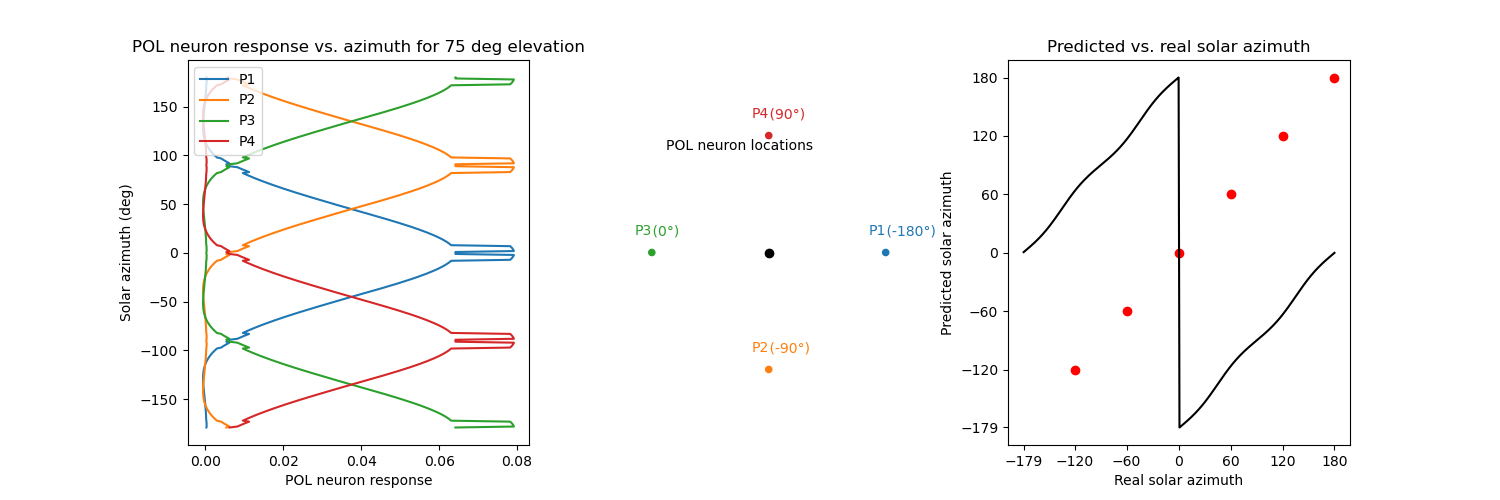 POL neuron response vs. azimuth for 75 deg elevation
P1
P2
P3
P4
150
100
50
0
−50
−100
−150
Solar azimuth (deg)
0.00 0.02 0.04 0.06 0.08
POL neuron response
P4(90°)
POL neuron locations
P3(0°)
P1(-180°)
P2(-90°)
Predicted vs. real solar azimuth
180
120
60
0
−60
−120
−179
Predicted solar azimuth
−179 −120 −60 0 60 120 180
Real solar azimuth